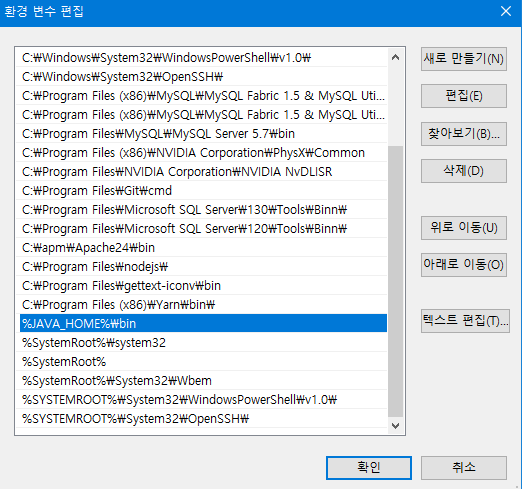 환경 변수 편집
C:₩Windows₩System32₩WindowsPowerShell₩v1.0₩
C:₩Windows₩System32₩OpenSSH₩
C:₩Program Files (x86)₩MySQL₩MySQL Fabric 1.5 & MySQL Uti...
C:₩Program Files (x86)₩MySQL₩MySQL Fabric 1.5 & MySQL Uti...
C:₩Program Files₩MySQL₩MySQL Server 5.7₩bin
C:₩Program Files (x86)₩NVIDIA Corporation₩PhysX₩Common
C:₩Program Files₩NVIDIA Corporation₩NVIDIA NvDLISR
C:₩Program Files₩Git₩cmd
C:₩Program Files₩Microsoft SQL Server₩130₩Tools₩Binn₩
C:₩Program Files₩Microsoft SQL Server₩120₩Tools₩Binn₩
C:₩apm₩Apache24₩bin
C:₩Program Files₩nodejs₩
C:₩Program Files₩gettext-iconv₩bin
C:₩Program Files (x86)₩Yarn₩bin₩
%JAVA_HOME%₩bin
%SystemRoot%₩system32
%SystemRoot%
%SystemRoot%₩System32₩Wbem
%SYSTEMROOT%₩System32₩WindowsPowerShell₩v1.0₩
%SYSTEMROOT%₩System32₩OpenSSH₩
새로 만들기(N)
편집(E)
찾아보기(B)...
삭제(D)
위로 이동(U)
아래로 이동(O)
텍스트 편집(T)...
확인
취소